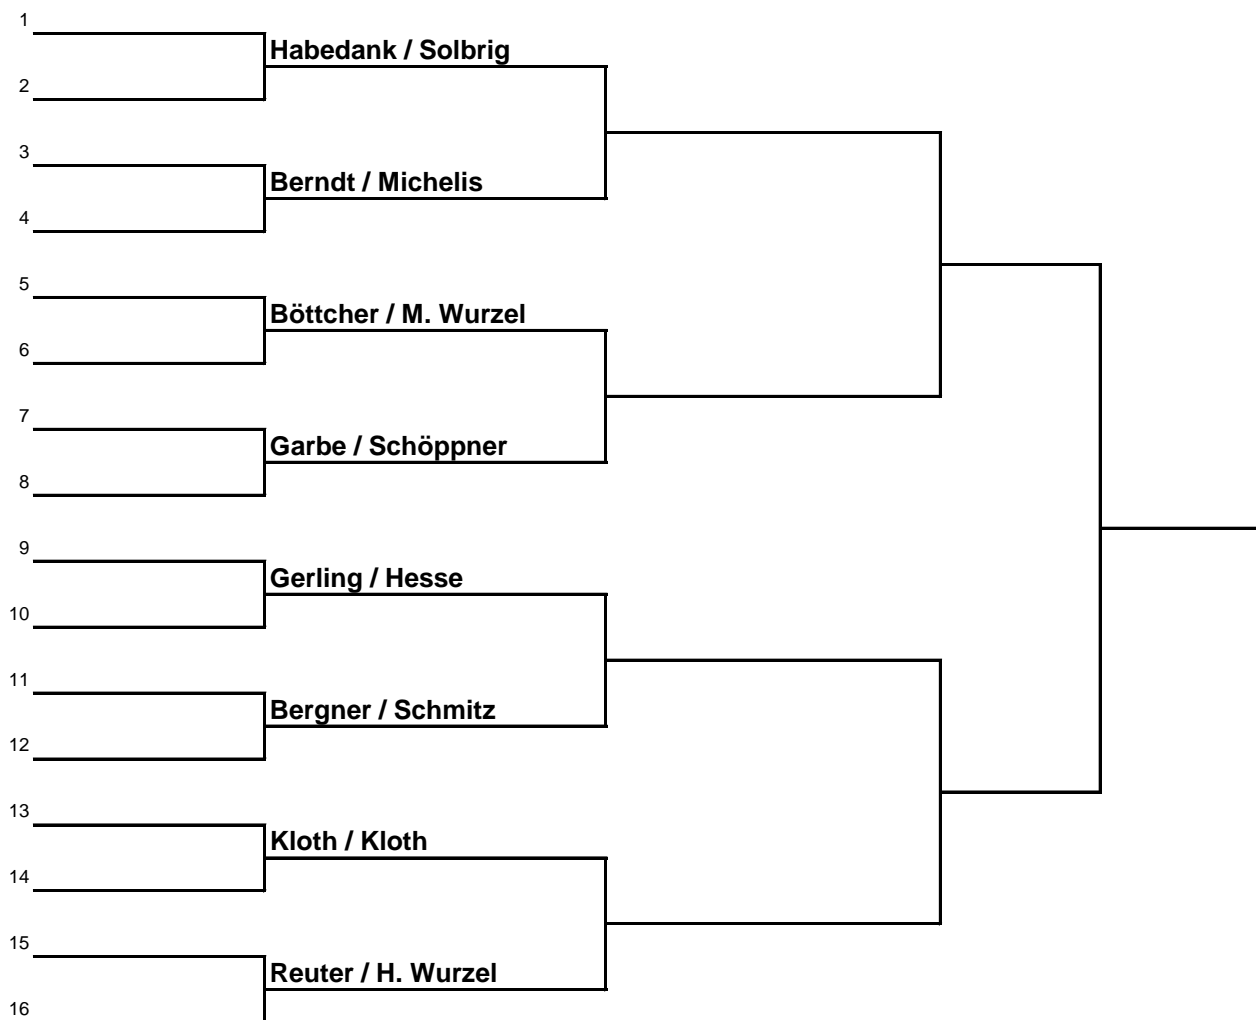 1
Habedank / Solbrig
2
3
Berndt / Michelis
4
5
Böttcher / M. Wurzel
6
7
Garbe / Schöppner
8
9
Gerling / Hesse
10
11
Bergner / Schmitz
12
13
Kloth / Kloth
14
15
Reuter / H. Wurzel
16